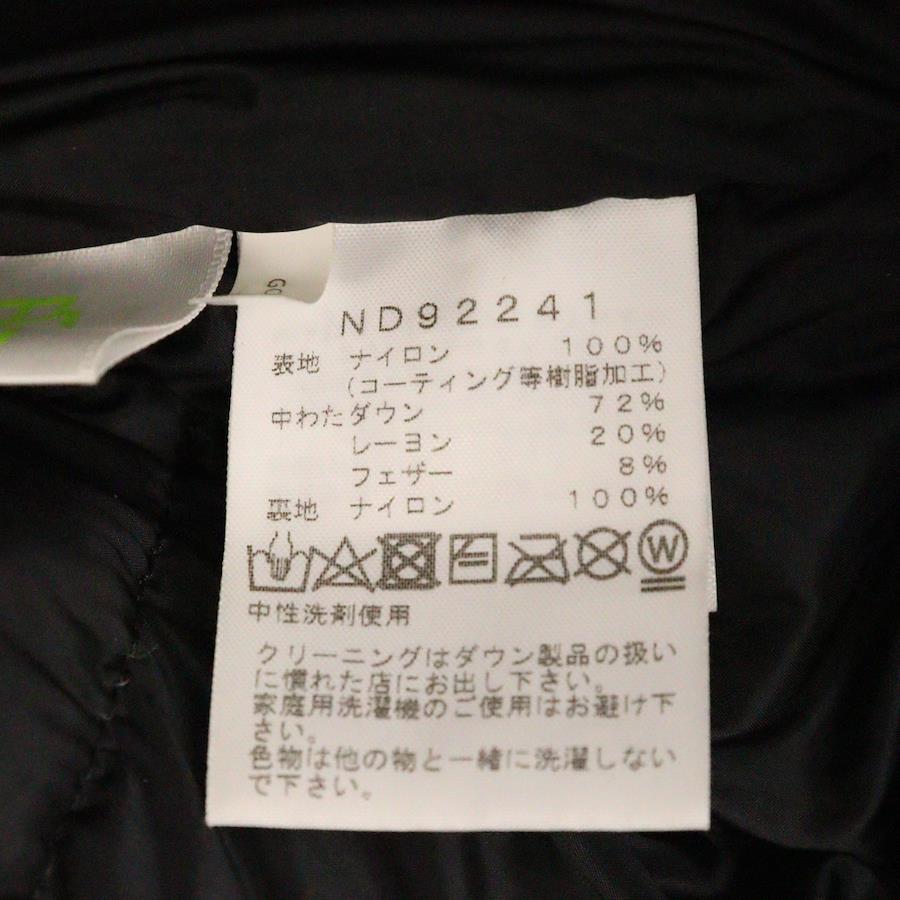 GO
ND92241
表地 ナイロン 100%
(コーティング等樹脂加工)
中わた ダウン 72%
レーヨン 20%
フェザー 8%
裏地 ナイロン 100%
W
中性洗剤使用
クリーニングはダウン製品の扱い
に慣れた店にお出し下さい。
家庭用洗濯機のご使用はお避け下
さい。
色物は他の物と一緒に洗濯しない
で下さい。